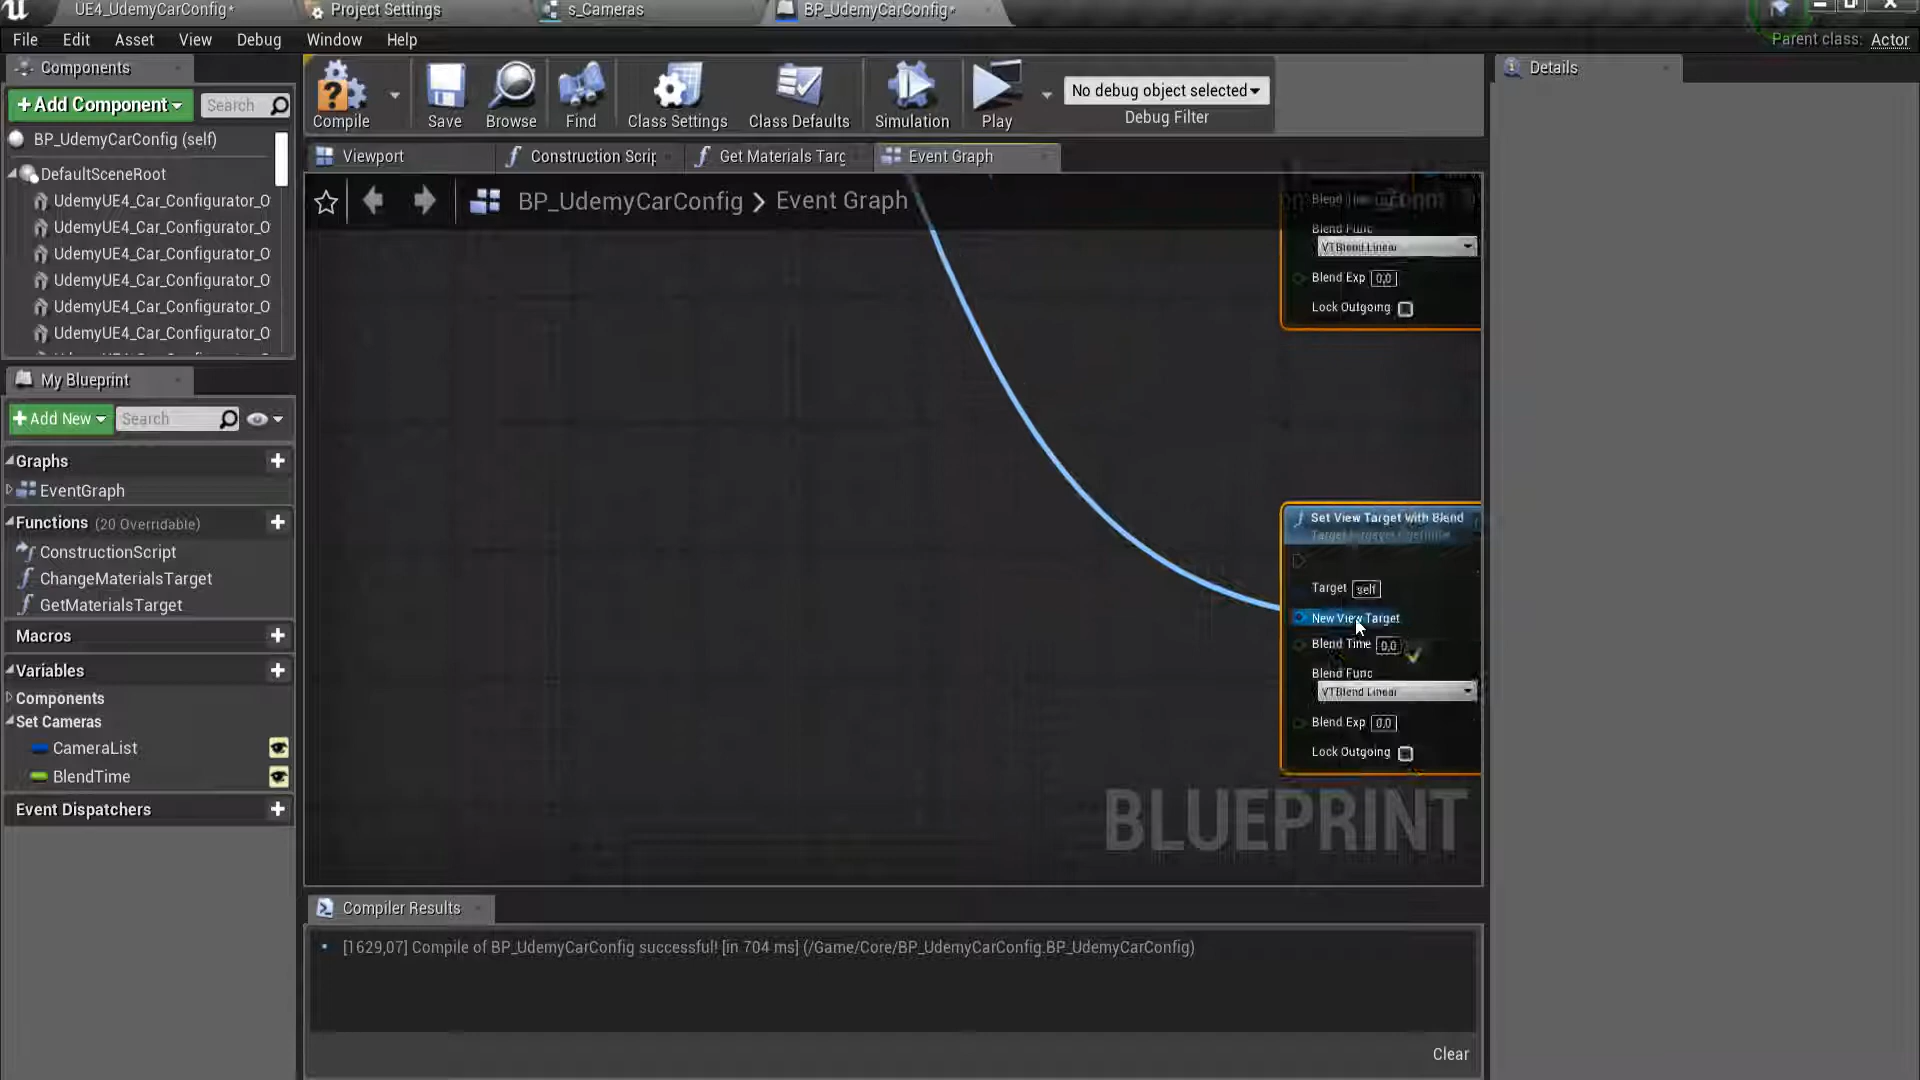 UE4_UdemyCarConfig*
Project Settings
s_Cameras
BP_UdemyCarConfig*
File Edit Asset View Debug Window Help
Parent class: Actor
Components
+Add Component
Search
BP_UdemyCarConfig (self)
DefaultSceneRoot
UdemyUE4_Car_Configurator_O
UdemyUE4_Car_Configurator_O
UdemyUE4_Car_Configurator_O
UdemyUE4_Car_Configurator_O
UdemyUE4_Car_Configurator_O
UdemyUE4_Car_Configurator_O
My Blueprint
+Add New
Search
Graphs
EventGraph
Functions (20 Overridable)
ConstructionScript
ChangeMaterialsTarget
GetMaterialsTarget
Macros
Variables
Components
Set Cameras
CameraList
BlendTime
Event Dispatchers
Compile
Save
Browse
Find
Class Settings
Class Defaults
Simulation
Play
No debug object selected
Debug Filter
Viewport
Construction Scrip
Get Materials Targ
Event Graph
BP_UdemyCarConfig > Event Graph
Blend
Blend Func
VTBlend Linear
Blend Exp 0,0
Lock Outgoing
Set View Target with Blend
Target self
New View Target
Blend Time 0,0
Blend Func
VTBlend Linear
Blend Exp 0,0
Lock Outgoing
BLUEPRINT
Compiler Results
[1629,07] Compile of BP_UdemyCarConfig successful! [in 704 ms] (/Game/Core/BP_UdemyCarConfig.BP_UdemyCarConfig)
Clear
Details